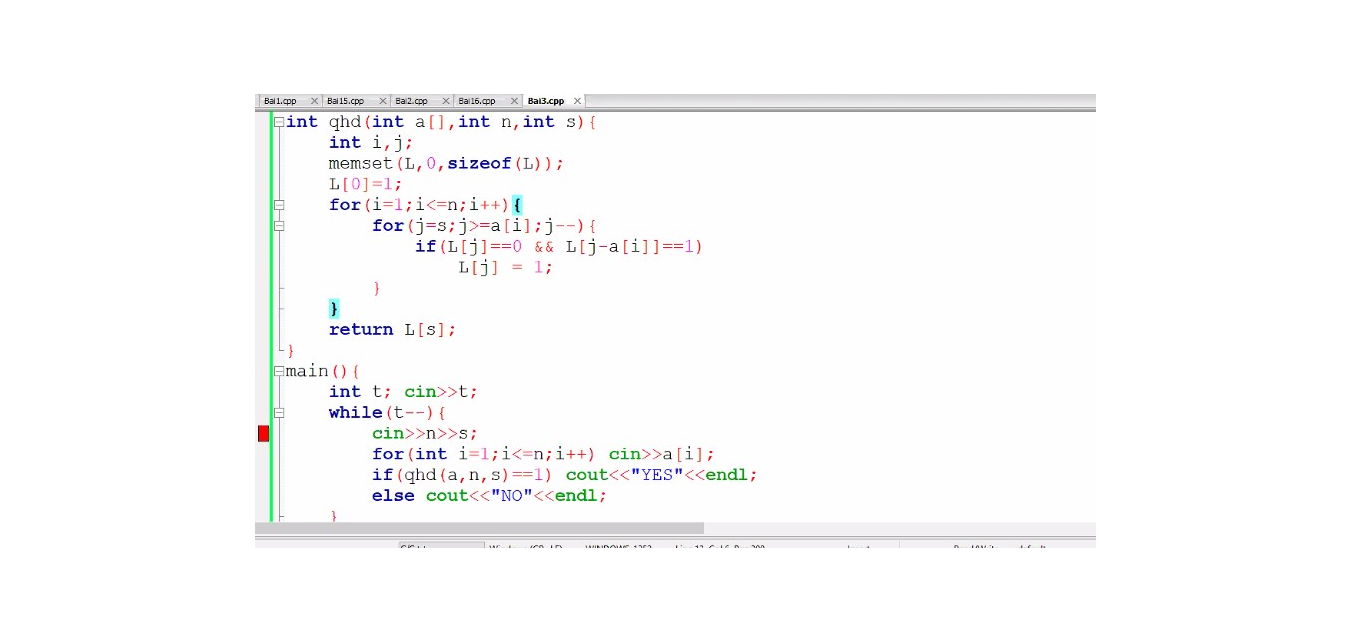 Bai1.cpp Bai15.cpp Bai2.cpp Bai16.cpp Bai3.cpp
int qhd(int a[],int n,int s){
int i,j;
memset(L,0,sizeof(L));
L[0]=1;
for(i=1;i<=n;i++){
for(j=s;j>=a[i];j--){
if(L[j]==0 && L[j-a[i]]==1)
L[j] = 1;
}
}
return L[s];
}
main(){
int t; cin>>t;
while(t--){
cin>>n>>s;
for(int i=1;i<=n;i++) cin>>a[i];
if(qhd(a,n,s)==1) cout<<"YES"<<endl;
else cout<<"NO"<<endl;
}